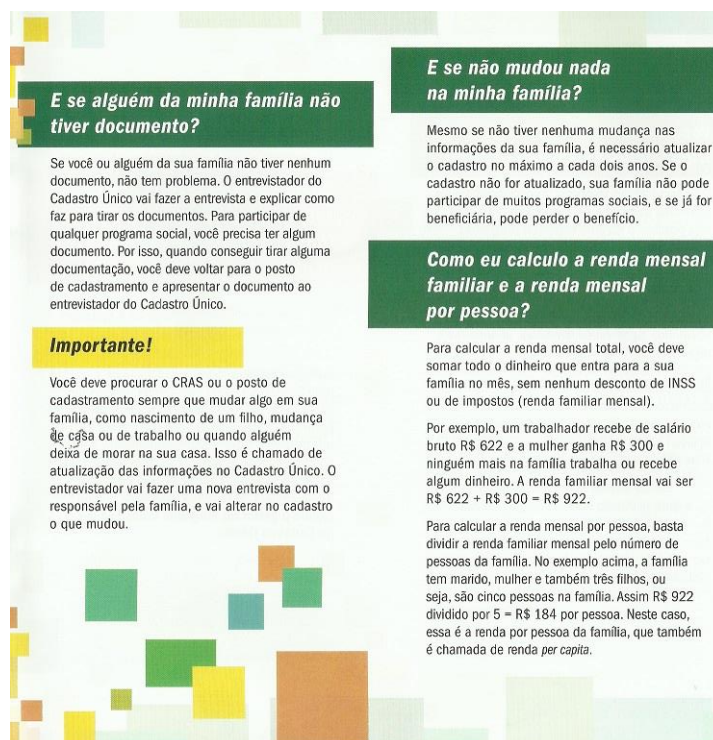 E se alguém da minha família não
tiver documento?
Se você ou alguém da sua família não tiver nenhum
documento, não tem problema. O entrevistador do
Cadastro Único vai fazer a entrevista e explicar como
faz para tirar os documentos. Para participar de
qualquer programa social, você precisa ter algum
documento. Por isso, quando conseguir tirar alguma
documentação, você deve voltar para o posto
de cadastramento e apresentar o documento ao
entrevistador do Cadastro Único.
Importante!
Você deve procurar o CRAS ou o posto de
cadastramento sempre que mudar algo em sua
família, como nascimento de um filho, mudança
de casa ou de trabalho ou quando alguém
deixa de morar na sua casa. Isso é chamado de
atualização das informações no Cadastro Único. O
entrevistador vai fazer uma nova entrevista com o
responsável pela família, e vai alterar no cadastro
o que mudou.
E se não mudou nada
na minha família?
Mesmo se não tiver nenhuma mudança nas
informações da sua família, é necessário atualizar
o cadastro no máximo a cada dois anos. Se o
cadastro não for atualizado, sua família não pode
participar de muitos programas sociais, e se já for
beneficiária, pode perder o benefício.
Como eu calculo a renda mensal
familiar e a renda mensal
por pessoa?
Para calcular a renda mensal total, você deve
somar todo o dinheiro que entra para a sua
família no mês, sem nenhum desconto de INSS
ou de impostos (renda familiar mensal).
Por exemplo, um trabalhador recebe de salário
bruto R$ 622 e a mulher ganha R$ 300 e
ninguém mais na família trabalha ou recebe
algum dinheiro. A renda familiar mensal vai ser
R$ 622 + R$ 300 = R$ 922.
Para calcular a renda mensal por pessoa, basta
dividir a renda familiar mensal pelo número de
pessoas da família. No exemplo acima, a família
tem marido, mulher e também três filhos, ou
seja, são cinco pessoas na família. Assim R$ 922
dividido por 5 = R$ 184 por pessoa. Neste caso,
essa é a renda por pessoa da família, que também
é chamada de renda per capita.